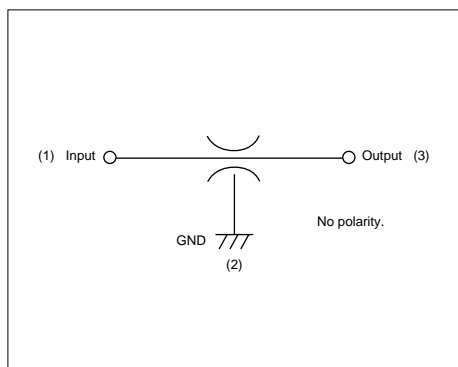 (1) Input Output (3)
No polarity.
GND
(2)